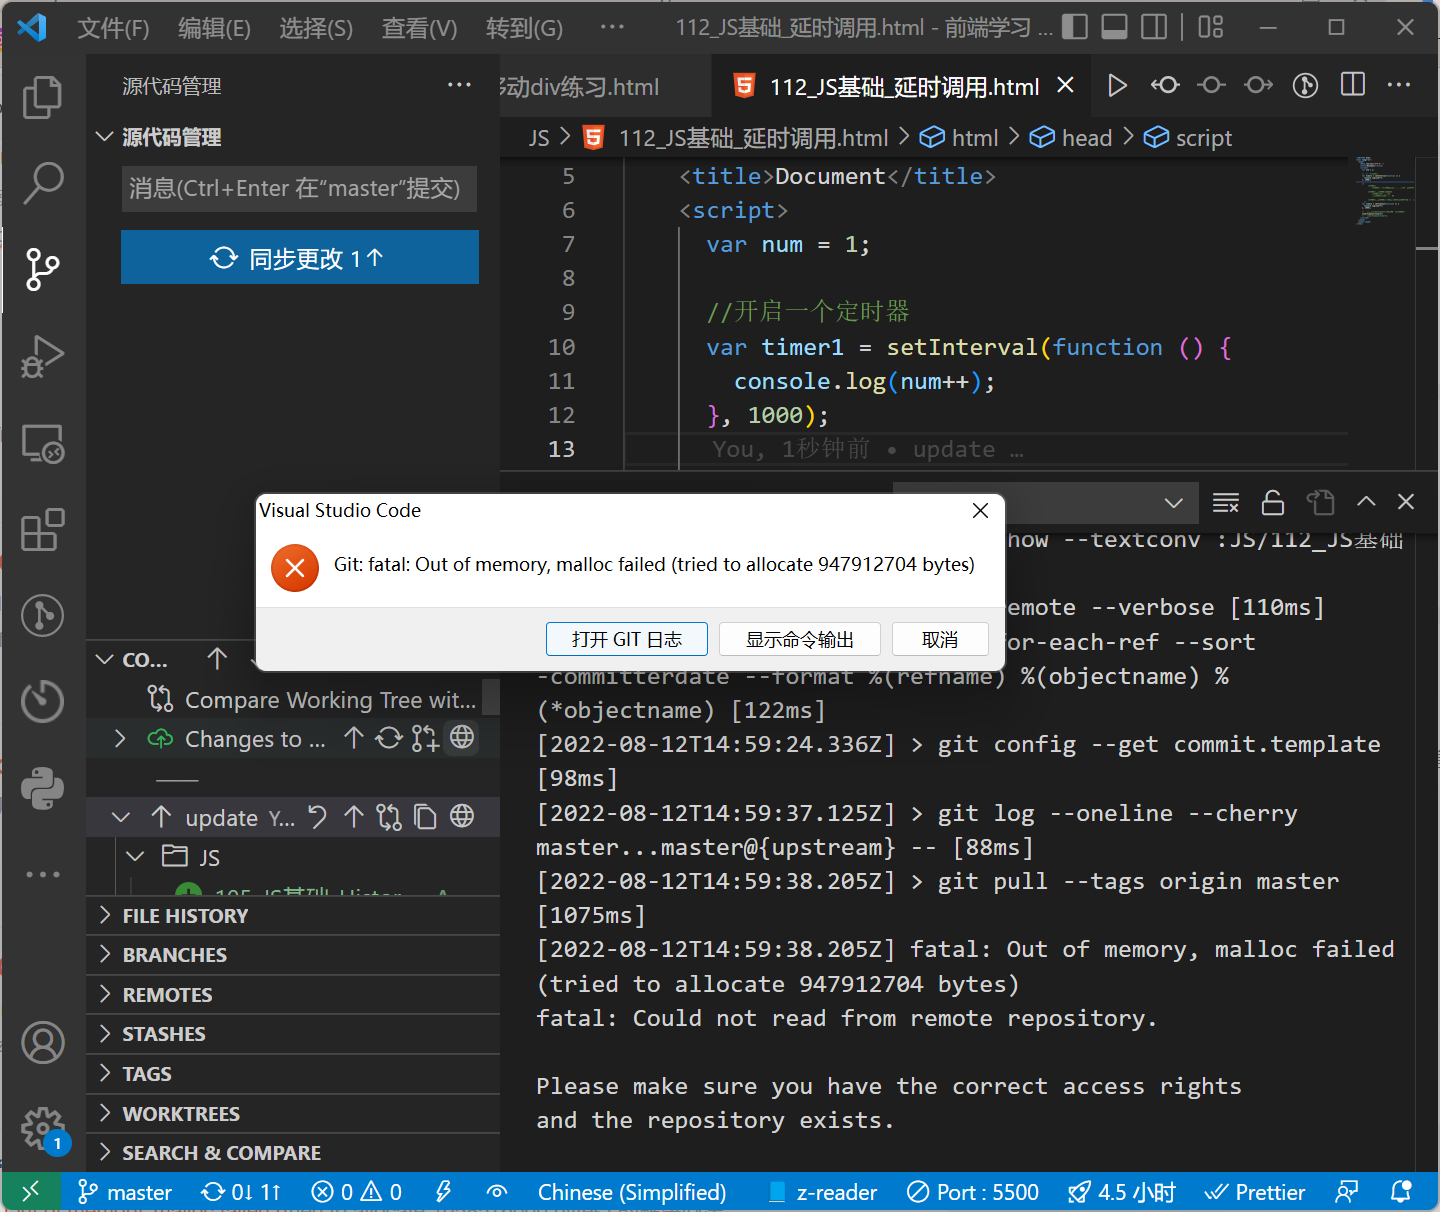 文件(F) 编辑(E) 选择(S) 查看(V) 转到(G) ··· 112_JS基础_延时调用.html - 前端学习 ...
源代码管理
动div练习.html
112_JS基础_延时调用.html
源代码管理
JS > 112_JS基础_延时调用.html > html > head > script
消息(Ctrl+Enter 在“master”提交)
同步更改 1↑
5 <title>Document</title>
6 <script>
7 var num = 1;
8
9 //开启一个定时器
10 var timer1 = setInterval(function () {
11 console.log(num++);
12 }, 1000);
13 You, 1秒钟前 • update …
Visual Studio Code
Git: fatal: Out of memory, malloc failed (tried to allocate 947912704 bytes)
打开 GIT 日志
显示命令输出
取消
how --textconv :JS/112_JS基础
emote --verbose [110ms]
or-each-ref --sort
-committerdate --format %(refname) %(objectname) %
(*objectname) [122ms]
[2022-08-12T14:59:24.336Z] > git config --get commit.template
[98ms]
[2022-08-12T14:59:37.125Z] > git log --oneline --cherry
master...master@{upstream} -- [88ms]
[2022-08-12T14:59:38.205Z] > git pull --tags origin master
[1075ms]
[2022-08-12T14:59:38.205Z] fatal: Out of memory, malloc failed
(tried to allocate 947912704 bytes)
fatal: Could not read from remote repository.
Please make sure you have the correct access rights
and the repository exists.
CO...
Compare Working Tree wit...
Changes to ...
update Y...
JS
FILE HISTORY
BRANCHES
REMOTES
STASHES
TAGS
WORKTREES
SEARCH & COMPARE
1
master 0↓ 1↑ 0 0 Chinese (Simplified) z-reader Port : 5500 4.5 小时 Prettier